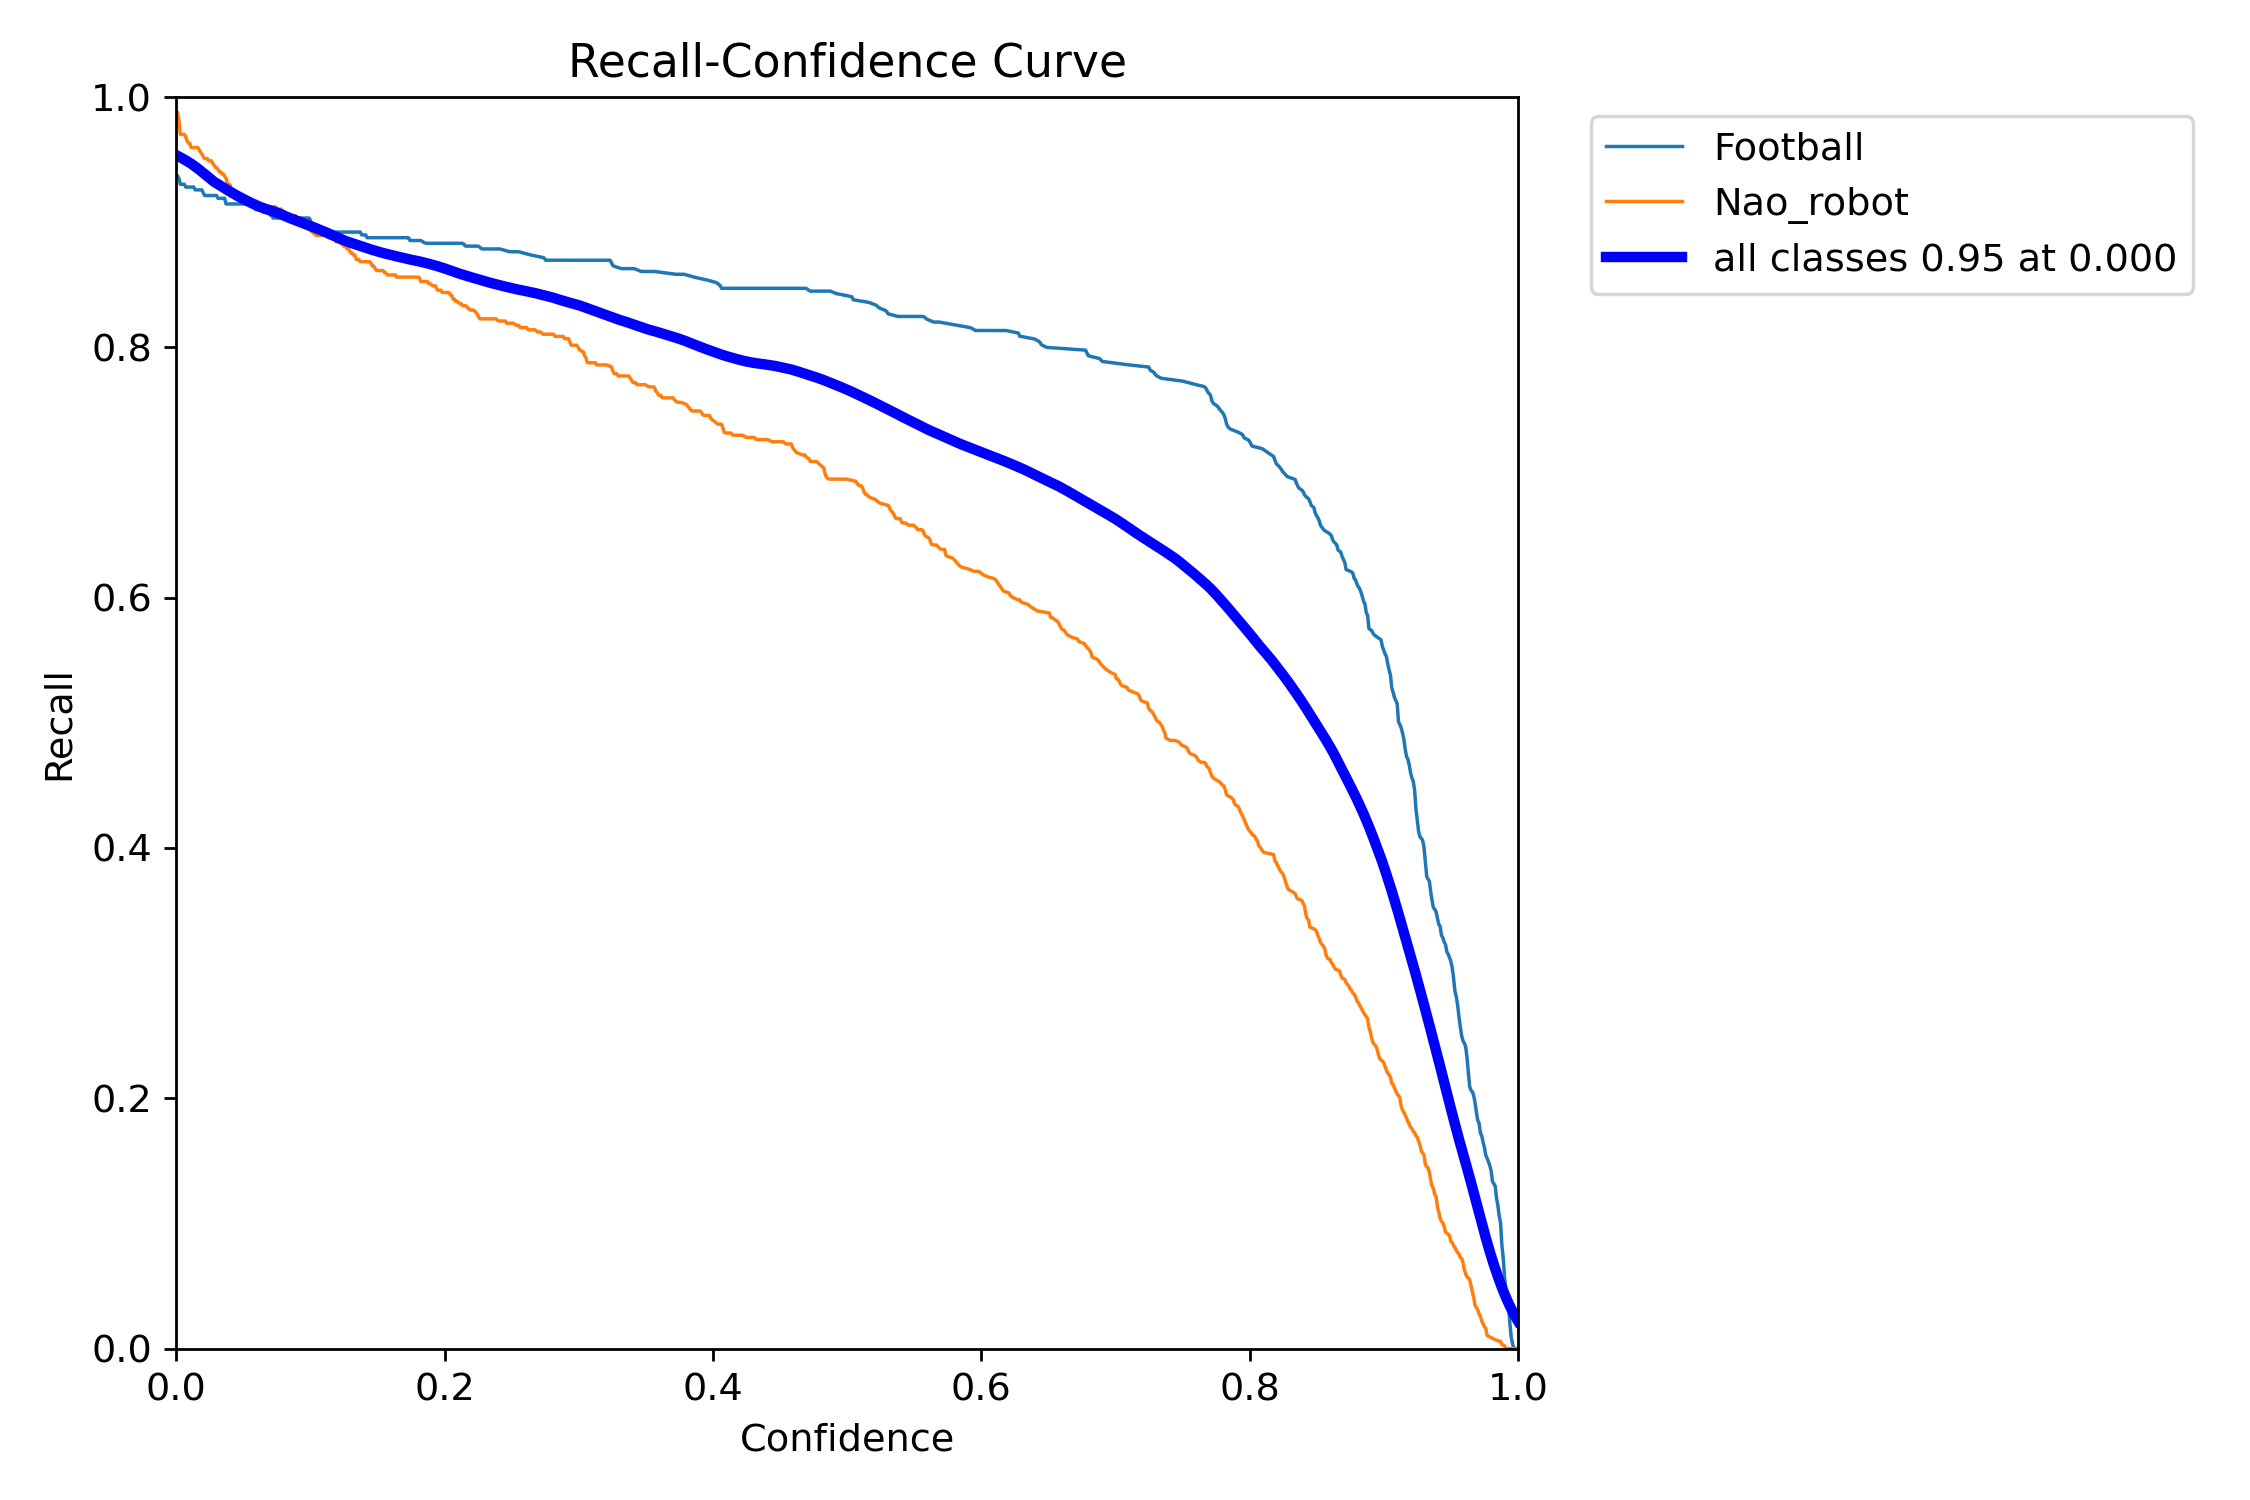 Recall-Confidence Curve
1.0
0.8
0.6
0.4
0.2
0.0
Recall
0.0 0.2 0.4 0.6 0.8 1.0
Confidence
Football
Nao_robot
all classes 0.95 at 0.000